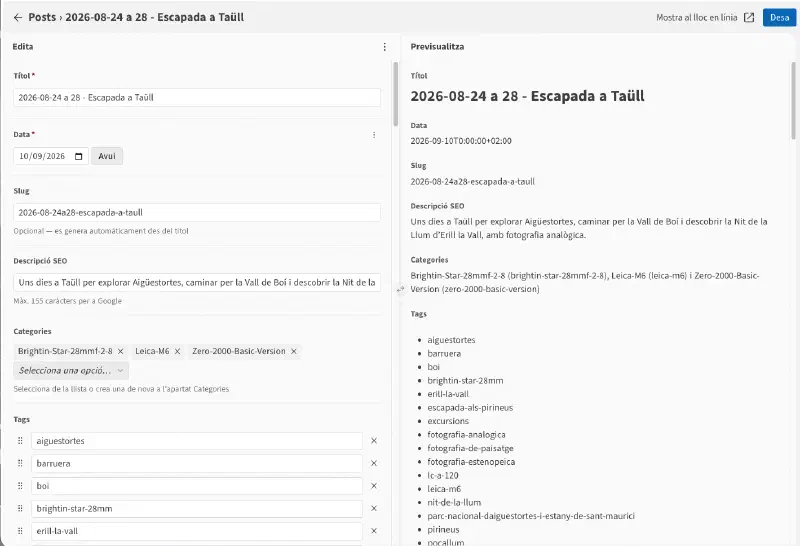 Posts › 2026-08-24 a 28 - Escapada a Taüll
Mostra al lloc en línia
Desa
Edita
Títol*
2026-08-24 a 28 - Escapada a Taüll
Data*
10/09/2026
Avui
Slug
2026-08-24a28-escapada-a-taull
Opcional — es genera automàticament des del títol
Descripció SEO
Uns dies a Taüll per explorar Aigüestortes, caminar per la Vall de Boí i descobrir la Nit de la
Màx. 155 caràcters per a Google
Categories
Brightin-Star-28mmf-2-8 × Leica-M6 × Zero-2000-Basic-Version ×
Selecciona una opció...
Selecciona de la llista o crea una de nova a l'apartat Categories
Tags
aiguestortes
barruera
boi
brightin-star-28mm
erill-la-vall
Previsualitza
Títol
2026-08-24 a 28 - Escapada a Taüll
Data
2026-09-10T0:00:00+02:00
Slug
2026-08-24a28-escapada-a-taull
Descripció SEO
Uns dies a Taüll per explorar Aigüestortes, caminar per la Vall de Boí i descobrir la Nit de la
Llum d'Erill la Vall, amb fotografia analògica.
Categories
Brightin-Star-28mmf-2-8 (brightin-star-28mmf-2-8), Leica-M6 (leica-m6) i Zero-2000-Basic-
Version (zero-2000-basic-version)
Tags
aiguestortes
barruera
boi
brightin-star-28mm
erill-la-vall
escapada-als-pirineus
excursions
fotografia-analogica
fotografia-de-paisatge
fotografia-estenopeica
lc-a-120
leica-m6
nit-de-la-llum
parc-nacional-daiguestortes-i-estany-de-sant-maurici
pirineus
pocallum